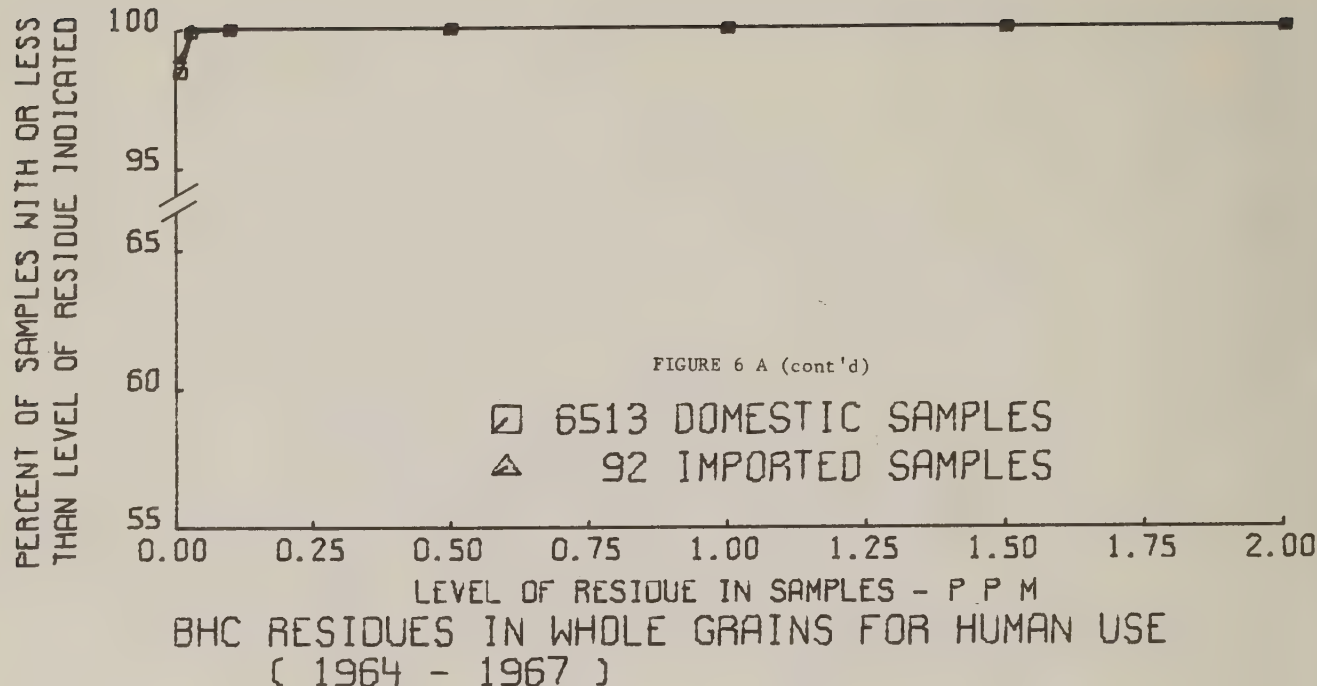 PERCENT OF SAMPLES WITH OR LESS
THAN LEVEL OF RESIDUE INDICATED
100
95
65
60
55
FIGURE 6 A (cont'd)
6513 DOMESTIC SAMPLES
92 IMPORTED SAMPLES
0.00 0.25 0.50 0.75 1.00 1.25 1.50 1.75 2.00
LEVEL OF RESIDUE IN SAMPLES - P P M
BHC RESIDUES IN WHOLE GRAINS FOR HUMAN USE
( 1964 - 1967 )